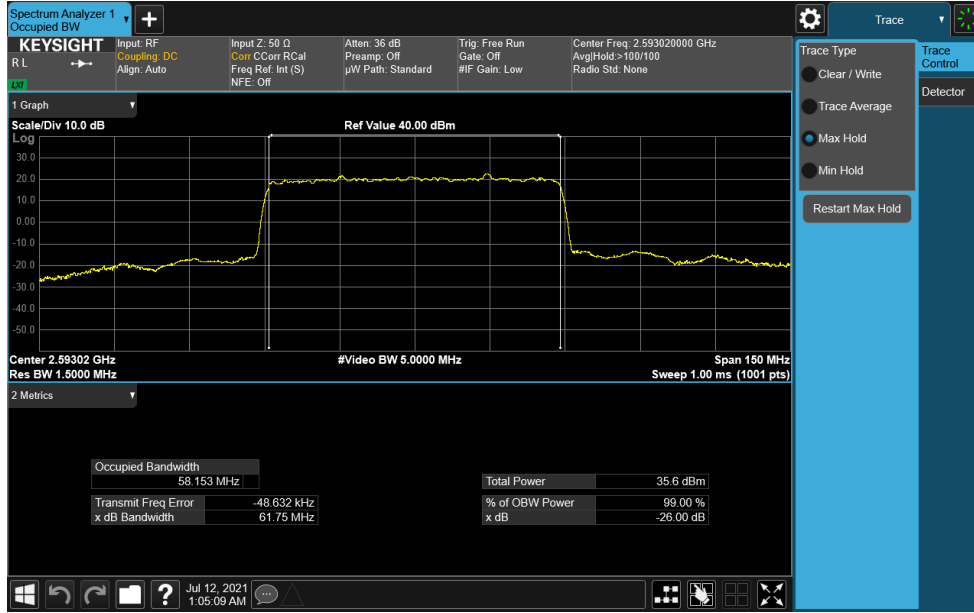 Spectrum Analyzer 1
Occupied BW
+
Trace
KEYSIGHT
RL
LXI
Input: RF
Coupling: DC
Align: Auto
Input Z: 50 Ω
Corr CCorr RCal
Freq Ref: Int (S)
NFE: Off
Atten: 36 dB
Preamp: Off
µW Path: Standard
Trig: Free Run
Gate: Off
#IF Gain: Low
Center Freq: 2.593020000 GHz
Avg|Hold:>100/100
Radio Std: None
Trace Type
Clear / Write
Trace Average
Max Hold
Min Hold
Restart Max Hold
Trace
Control
Detector
1 Graph
Scale/Div 10.0 dB
Ref Value 40.00 dBm
Log
30.0
20.0
10.0
0.00
-10.0
-20.0
-30.0
-40.0
-50.0
Center 2.59302 GHz
#Video BW 5.0000 MHz
Span 150 MHz
Res BW 1.5000 MHz
Sweep 1.00 ms (1001 pts)
2 Metrics
Occupied Bandwidth
58.153 MHz
Total Power 35.6 dBm
Transmit Freq Error -48.632 kHz
% of OBW Power 99.00 %
x dB Bandwidth 61.75 MHz
x dB -26.00 dB
?
Jul 12, 2021
1:05:09 AM